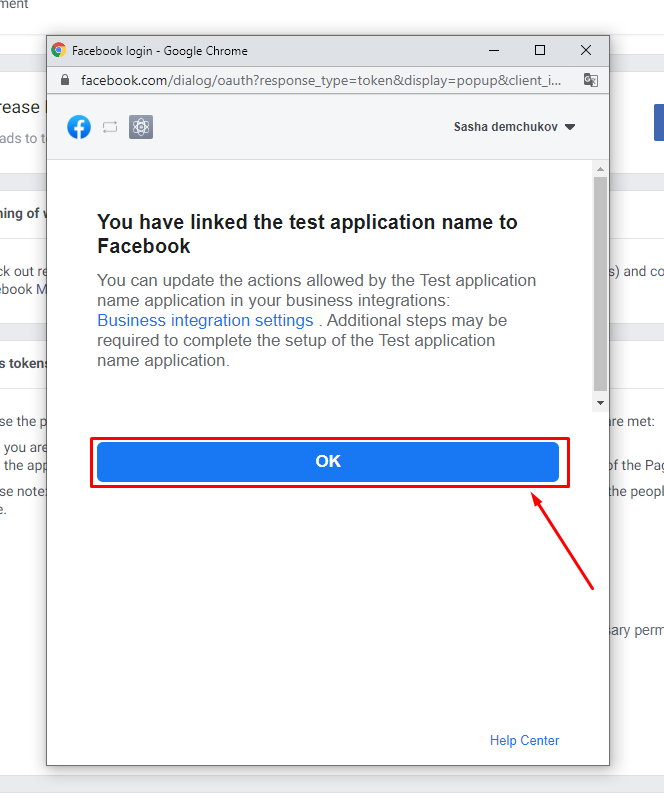 ment
Facebook login - Google Chrome
facebook.com/dialog/oauth?response_type=token&display=popup&client_i...
Sasha demchukov
ads to
You have linked the test application name to
Facebook
You can update the actions allowed by the Test application
name application in your business integrations:
Business integration settings . Additional steps may be
required to complete the setup of the Test application
name application.
ning of
s) and co
ck out re
ebook M
s tokens
se the p
re met:
you are
the app
of the Pag
se note:
the peopl
e.
OK
sary perm
Help Center